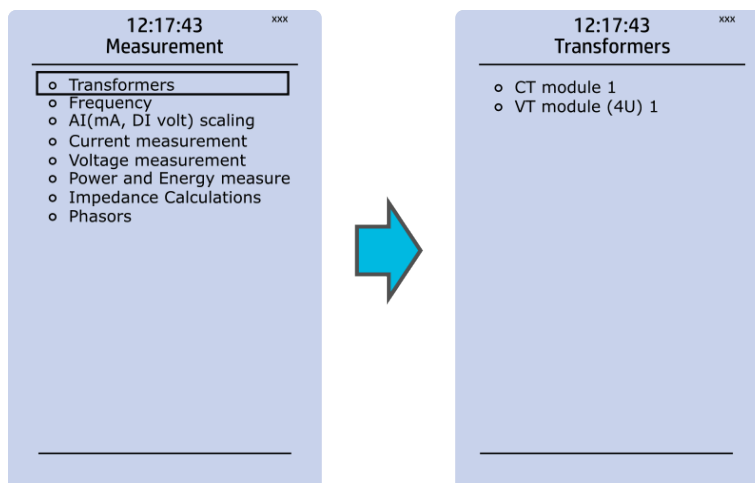 12:17:43
xxx
Measurement
Transformers
Frequency
AI(mA, DI volt) scaling
Current measurement
Voltage measurement
Power and Energy measure
Impedance Calculations
Phasors
12:17:43
xxx
Transformers
CT module 1
VT module (4U) 1